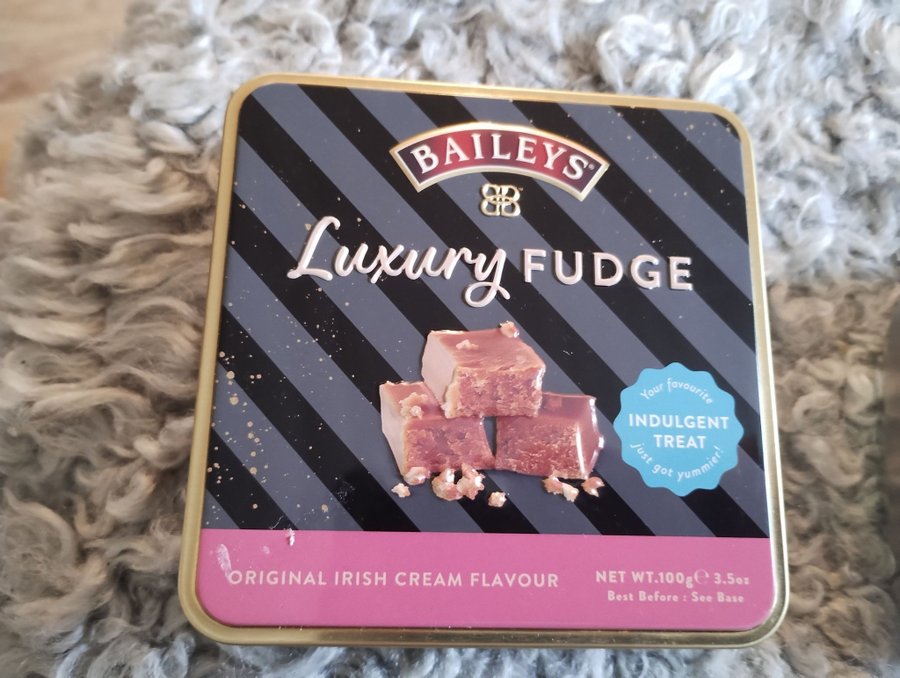 BAILEYS
Luxury FUDGE
Your favourite
INDULGENT
TREAT
just got yummier!
ORIGINAL IRISH CREAM FLAVOUR
NET WT.100g℮ 3.5oz
Best Before : See Base